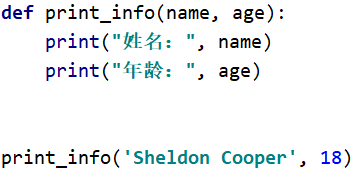 def print_info(name, age):
    print("姓名：", name)
    print("年龄：", age)
print_info('Sheldon Cooper', 18)